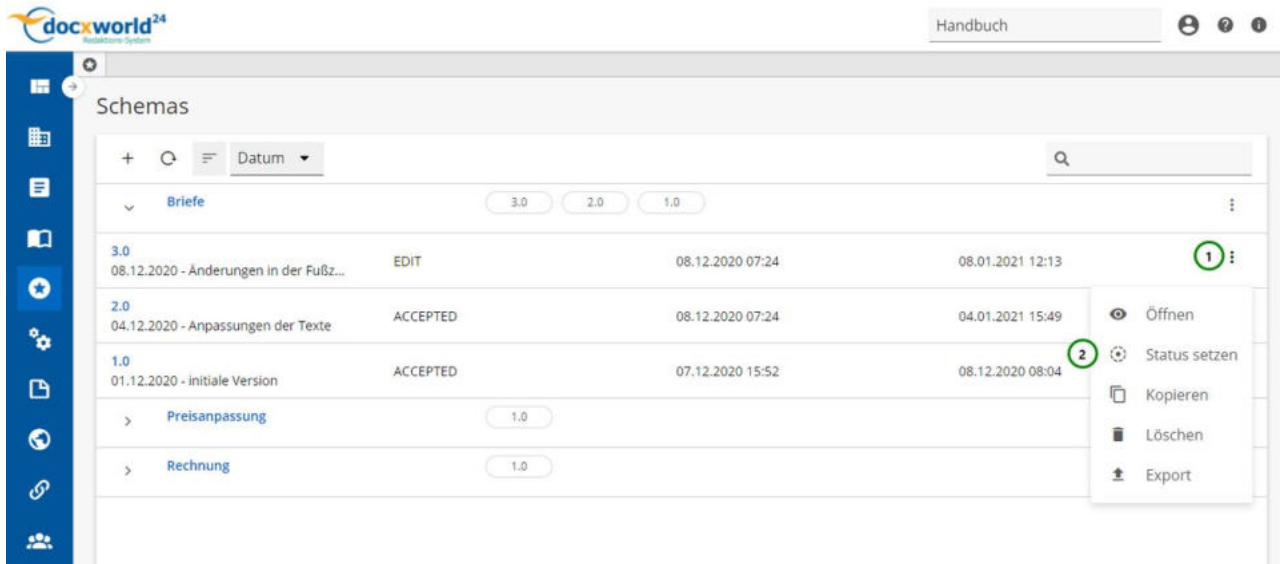 docxworld24
Redaktions-System
Handbuch
Schemas
Datum
Briefe 3.0 2.0 1.0
3.0
08.12.2020 - Änderungen in der Fußz... EDIT 08.12.2020 07:24 08.01.2021 12:13 1
2.0
04.12.2020 - Anpassungen der Texte ACCEPTED 08.12.2020 07:24 04.01.2021 15:49
1.0
01.12.2020 - initiale Version ACCEPTED 07.12.2020 15:52 08.12.2020 08:04
Preisanpassung 1.0
Rechnung 1.0
Öffnen
2 Status setzen
Kopieren
Löschen
Export